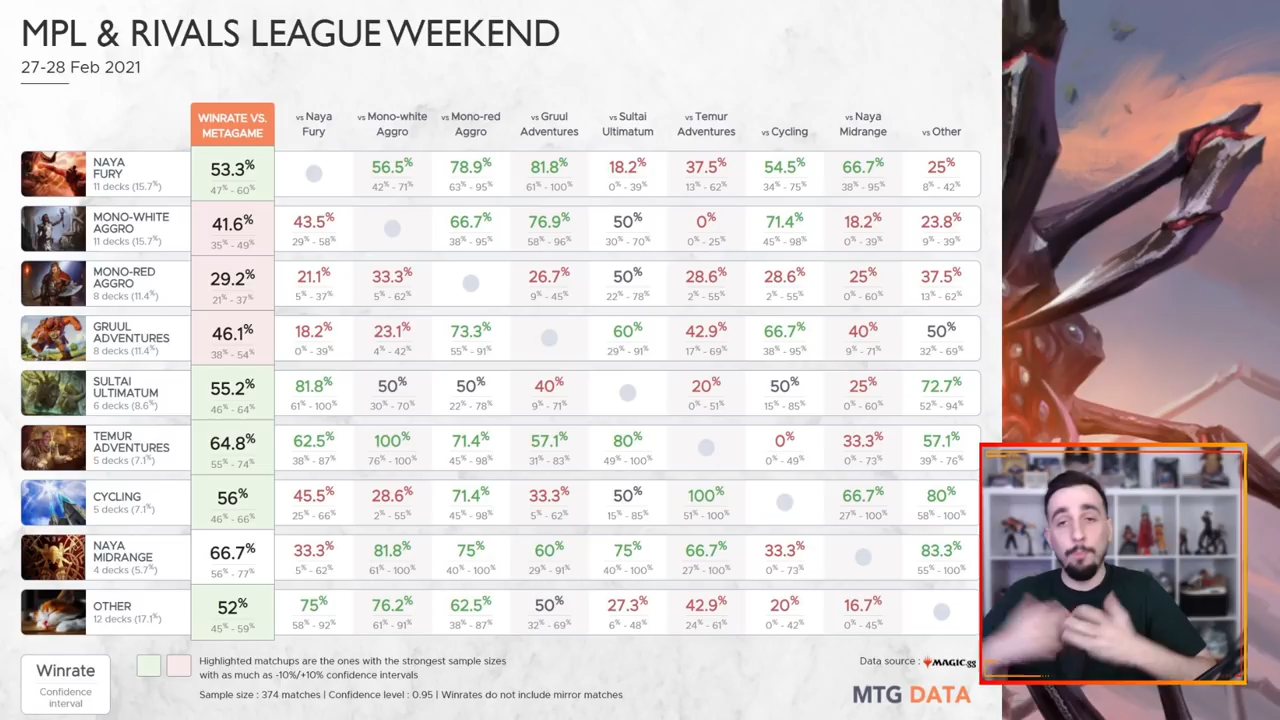 MPL & RIVALS LEAGUE WEEKEND
27-28 Feb 2021
WINRATE VS. METAGAME
vs Naya Fury
vs Mono-white Aggro
vs Mono-red Aggro
vs Gruul Adventures
vs Sultai Ultimatum
vs Temur Adventures
vs Cycling
vs Naya Midrange
vs Other
NAYA FURY
11 decks (15.7%)
53.3% 56.5% 78.9% 81.8% 18.2% 37.5% 54.5% 66.7% 25%
47% - 60% 42% - 71% 63% - 95% 61% - 100% 0% - 39% 13% - 62% 34% - 75% 38% - 95% 8% - 42%
MONO-WHITE AGGRO
11 decks (15.7%)
41.6% 43.5% 66.7% 76.9% 50% 0% 71.4% 18.2% 23.8%
35% - 49% 29% - 58% 38% - 95% 58% - 96% 30% - 70% 0% - 25% 45% - 98% 0% - 39% 9% - 39%
MONO-RED AGGRO
8 decks (11.4%)
29.2% 21.1% 33.3% 26.7% 50% 28.6% 28.6% 25% 37.5%
21% - 37% 5% - 37% 5% - 62% 9% - 45% 22% - 78% 2% - 55% 2% - 55% 0% - 60% 13% - 62%
GRUUL ADVENTURES
8 decks (11.4%)
46.1% 18.2% 23.1% 73.3% 60% 42.9% 66.7% 40% 50%
38% - 54% 0% - 39% 4% - 42% 55% - 91% 29% - 91% 17% - 69% 38% - 95% 9% - 71% 32% - 69%
SULTAI ULTIMATUM
6 decks (8.6%)
55.2% 81.8% 50% 50% 40% 20% 50% 25% 72.7%
46% - 64% 61% - 100% 30% - 70% 22% - 78% 9% - 71% 0% - 51% 15% - 85% 0% - 60% 52% - 94%
TEMUR ADVENTURES
5 decks (7.1%)
64.8% 62.5% 100% 71.4% 57.1% 80% 0% 33.3% 57.1%
55% - 74% 38% - 87% 76% - 100% 45% - 98% 31% - 83% 49% - 100% 0% - 49% 0% - 73% 39% - 76%
CYCLING
5 decks (7.1%)
56% 45.5% 28.6% 71.4% 33.3% 50% 100% 66.7% 80%
46% - 66% 25% - 66% 2% - 55% 45% - 98% 5% - 62% 15% - 85% 51% - 100% 27% - 100% 58% - 100%
NAYA MIDRANGE
4 decks (5.7%)
66.7% 33.3% 81.8% 75% 60% 75% 66.7% 33.3% 83.3%
56% - 77% 5% - 62% 61% - 100% 40% - 100% 29% - 91% 40% - 100% 27% - 100% 0% - 73% 55% - 100%
OTHER
12 decks (17.1%)
52% 75% 76.2% 62.5% 50% 27.3% 42.9% 20% 16.7%
45% - 59% 58% - 92% 61% - 91% 38% - 87% 32% - 69% 6% - 48% 24% - 61% 0% - 42% 0% - 45%
Winrate
Confidence interval
Highlighted matchups are the ones with the strongest sample sizes
with as much as -10%/+10% confidence intervals
Sample size : 374 matches | Confidence level : 0.95 | Winrates do not include mirror matches
Data source : MAGIC.gg
MTG DATA